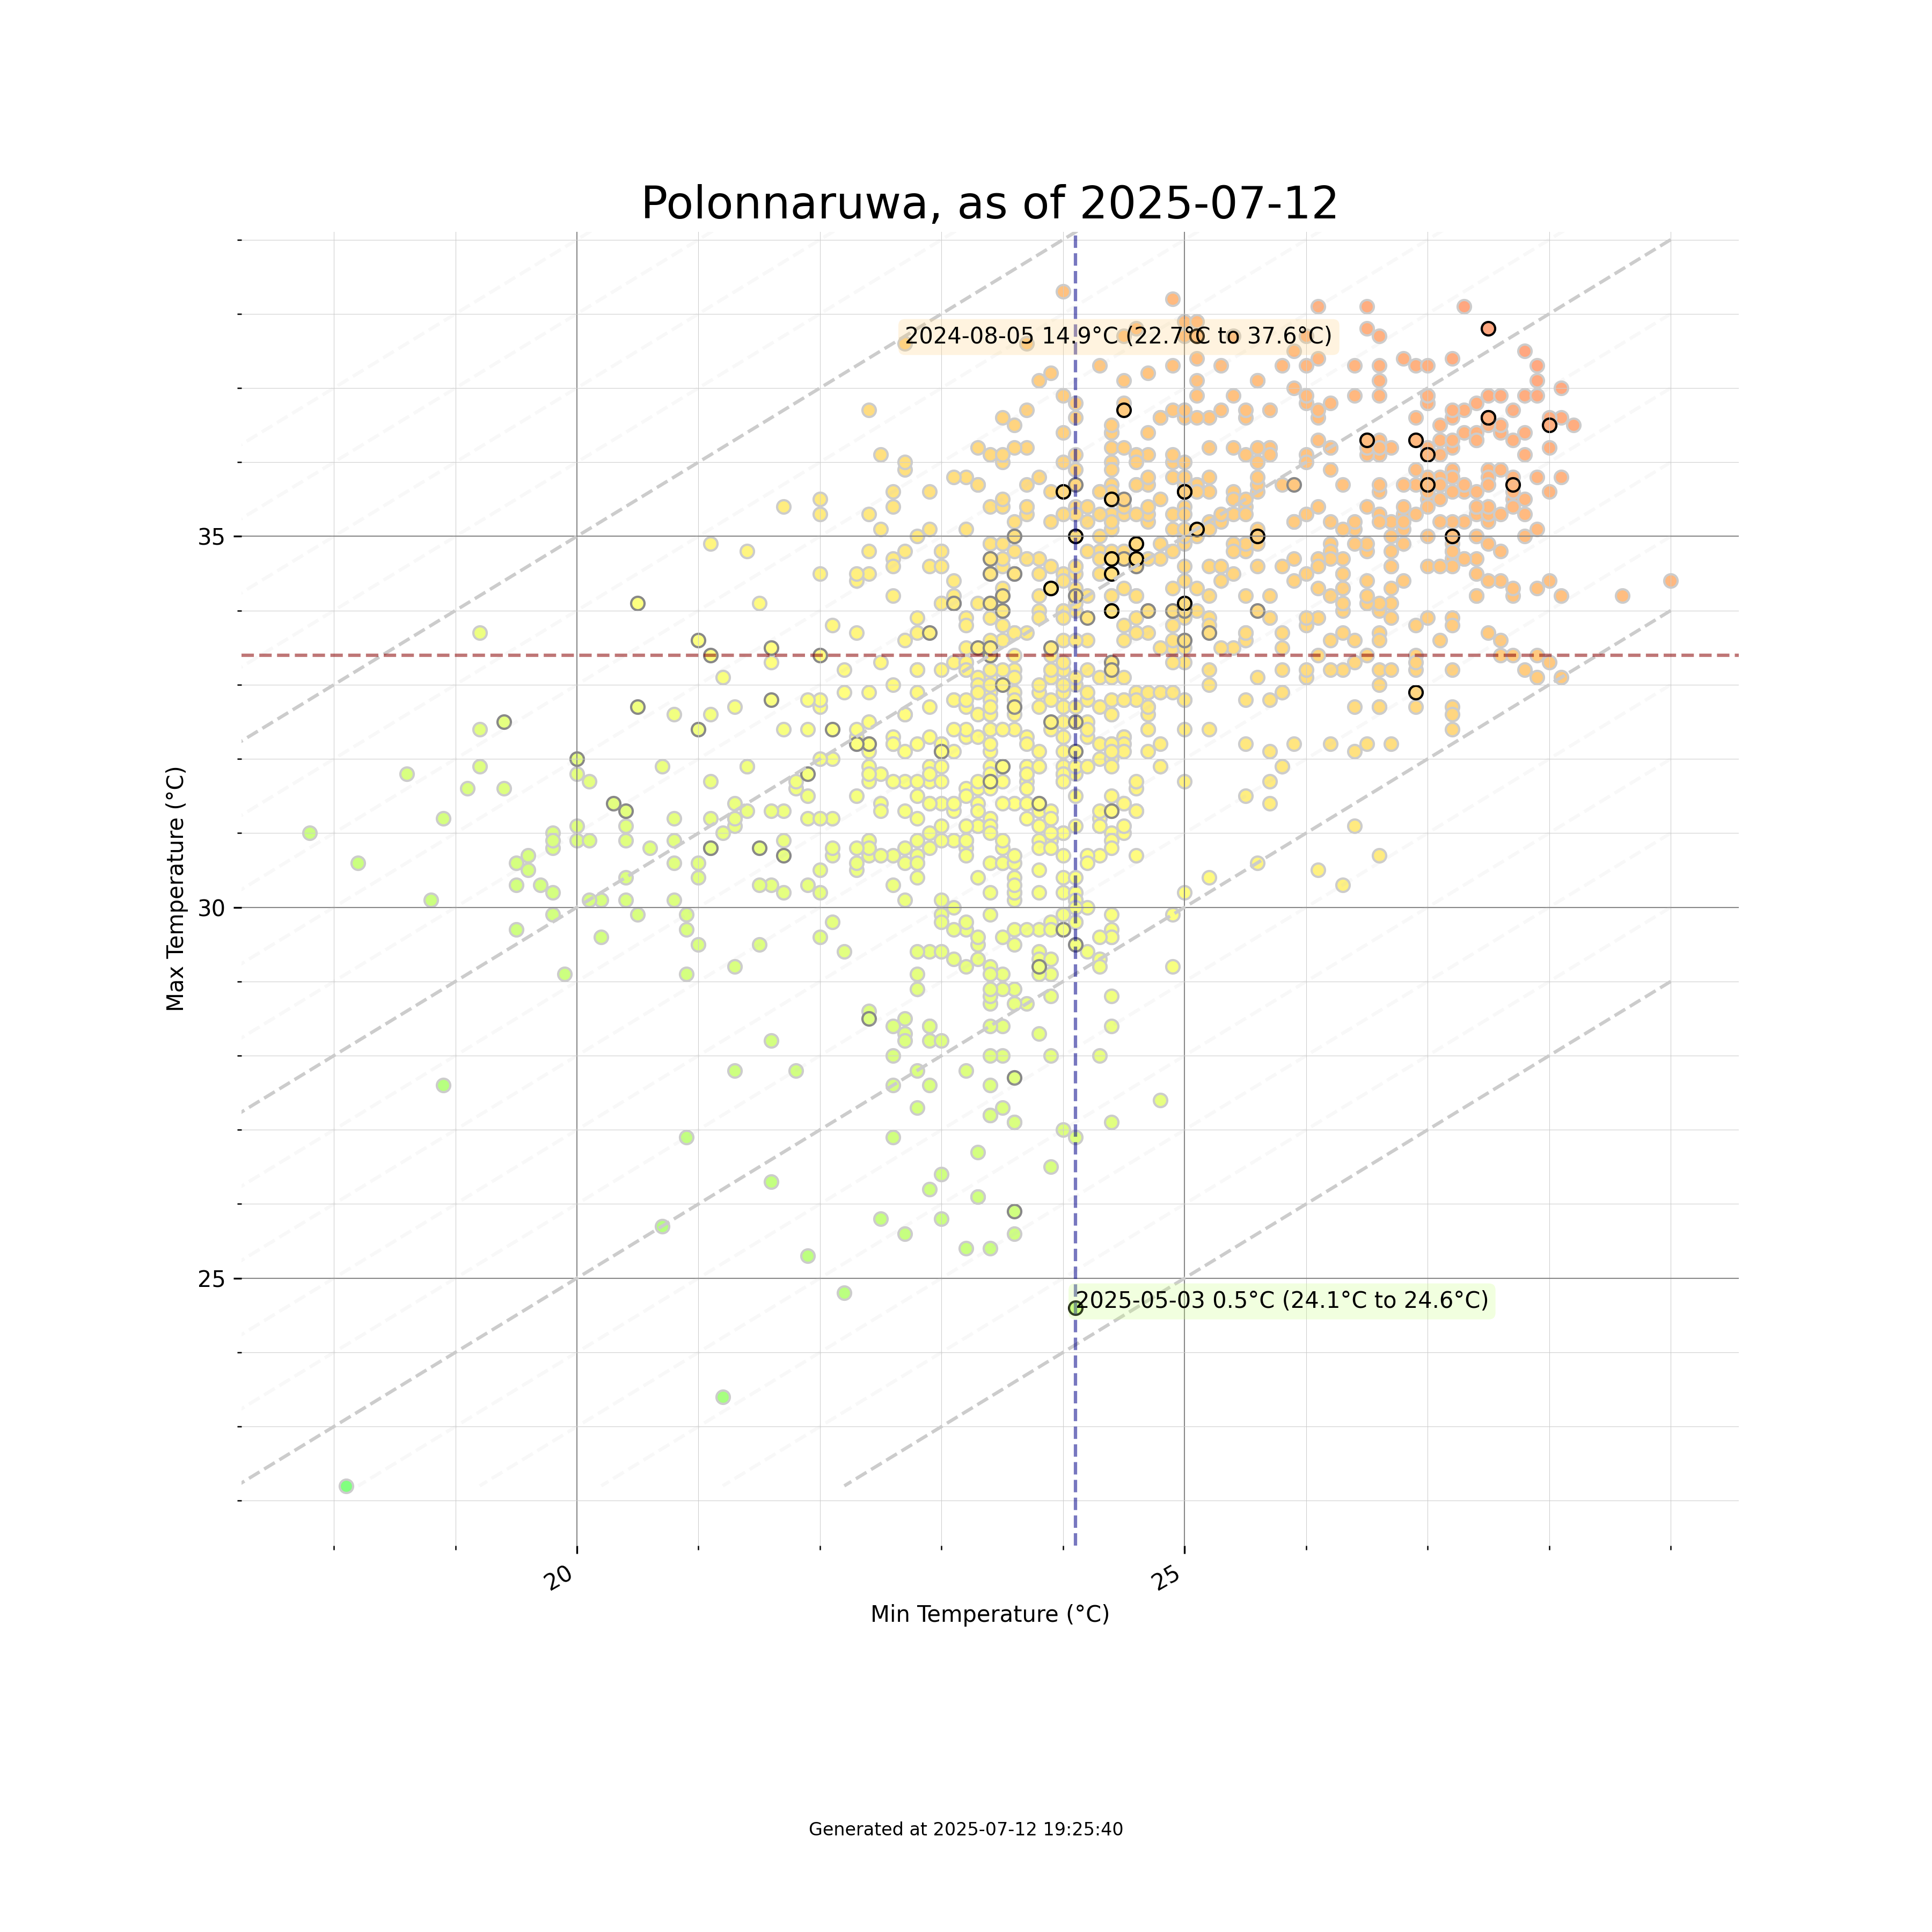 Polonnaruwa, as of 2025-07-12
2024-08-05 14.9°C (22.7°C to 37.6°C)
35
Max Temperature (°C)
30
25
2025-05-03 0.5°C (24.1°C to 24.6°C)
20
25
Min Temperature (°C)
Generated at 2025-07-12 19:25:40